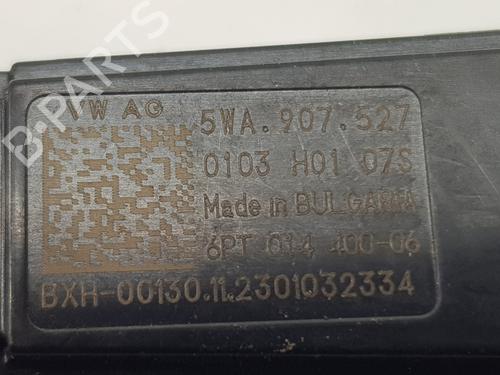 B-PARTS
VW AG
5WA.907.527
0103 H01 07S
Made in BULGARIA
6PT 014 400-06
BXH-00130.11.2301032334